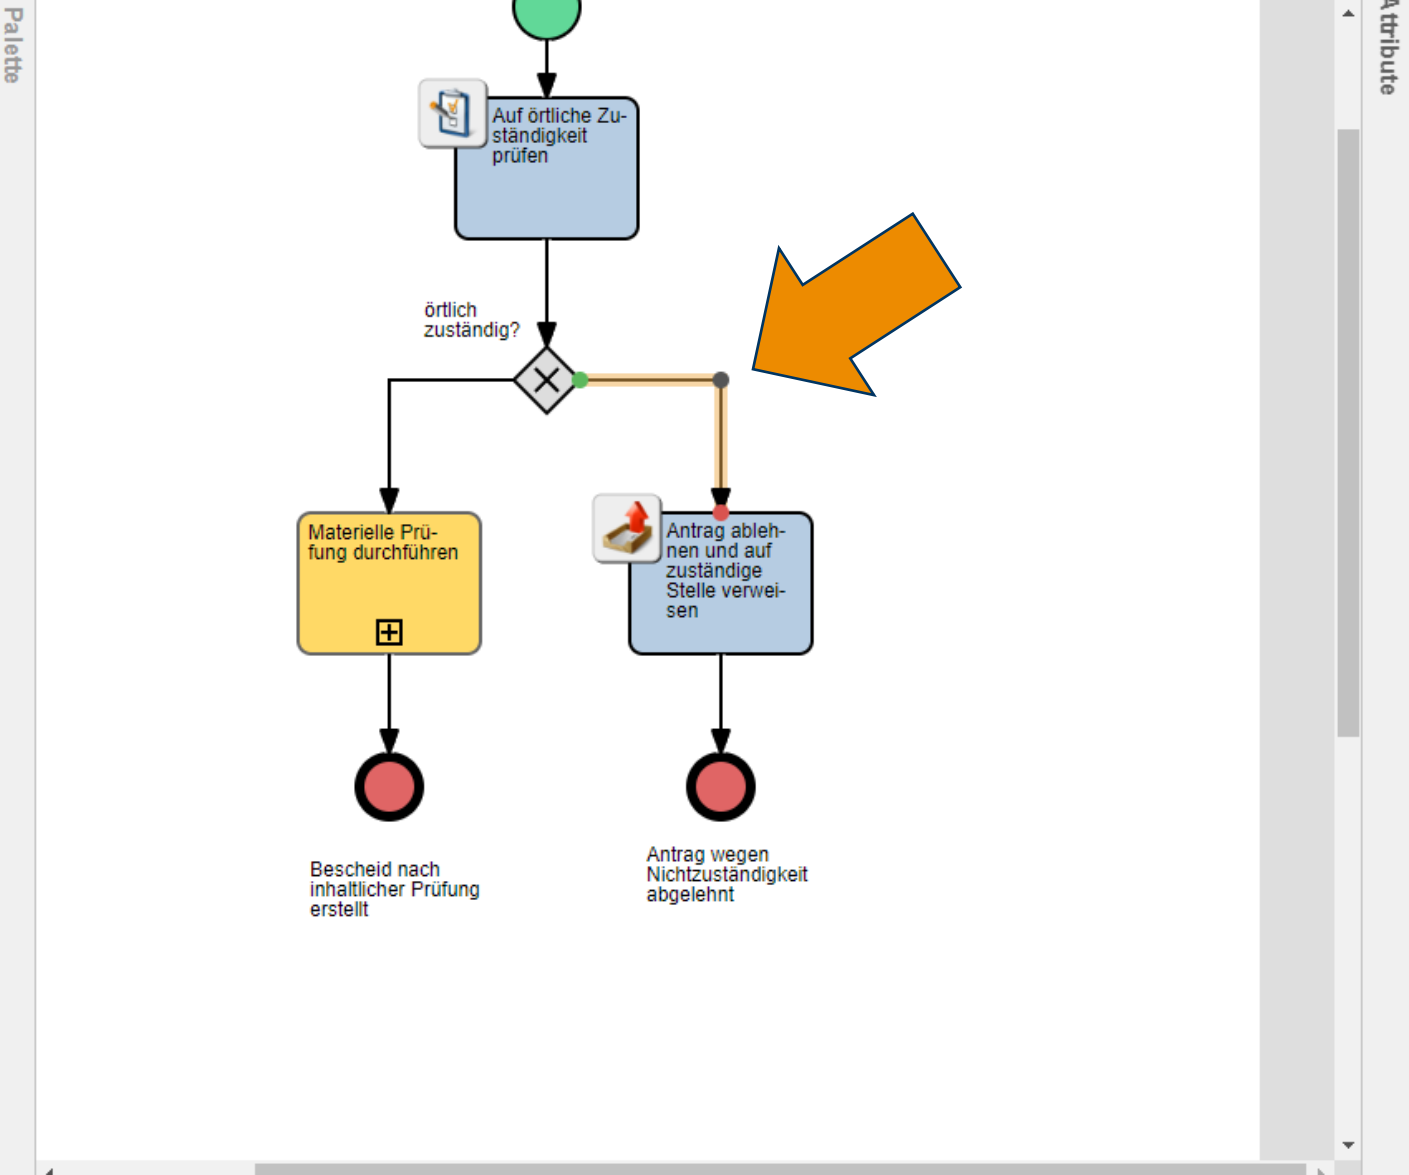 Palette
Attribute
Auf örtliche Zu-
ständigkeit
prüfen
örtlich
zuständig?
Materielle Prü-
fung durchführen
Antrag ableh-
nen und auf
zuständige
Stelle verwei-
sen
Bescheid nach
inhaltlicher Prüfung
erstellt
Antrag wegen
Nichtzuständigkeit
abgelehnt